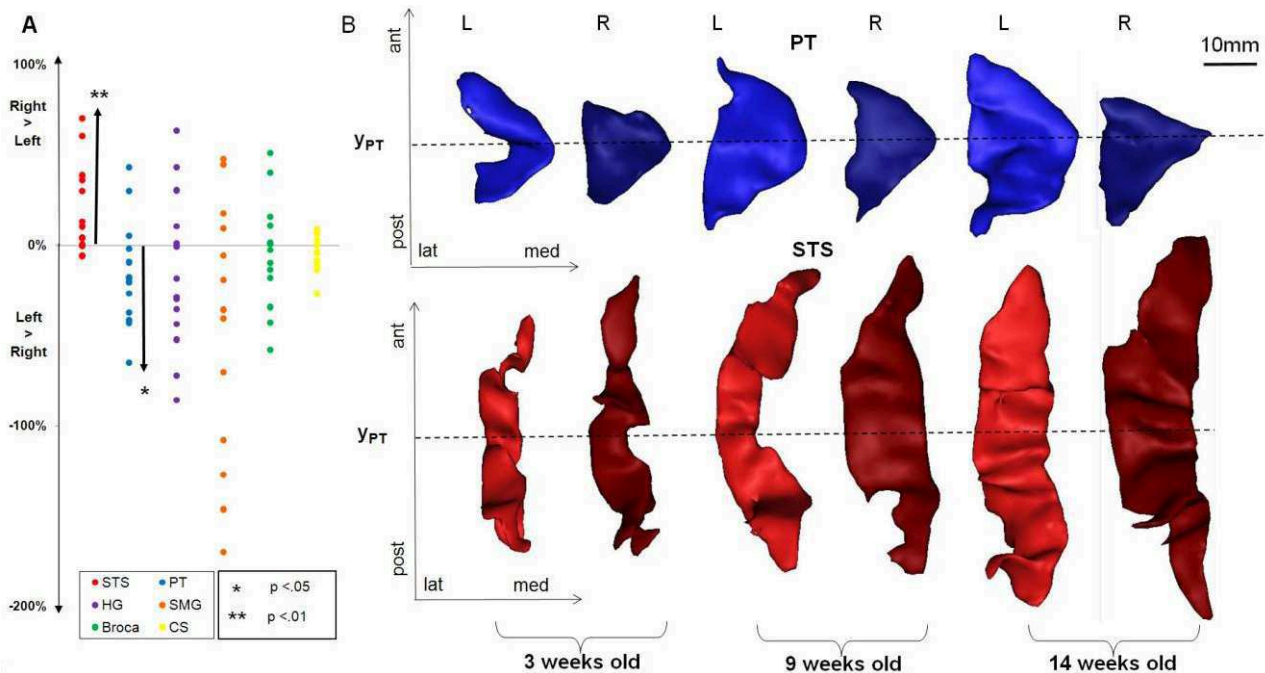 A
100%
Right
>
Left
**
0%
Left
>
Right
*
-100%
-200%
STS PT
HG SMG
Broca CS
* p <.05
** p <.01
B
L R L R L R
PT
10mm
ant
yPT
post
lat med
STS
ant
yPT
post
lat med
3 weeks old 9 weeks old 14 weeks old